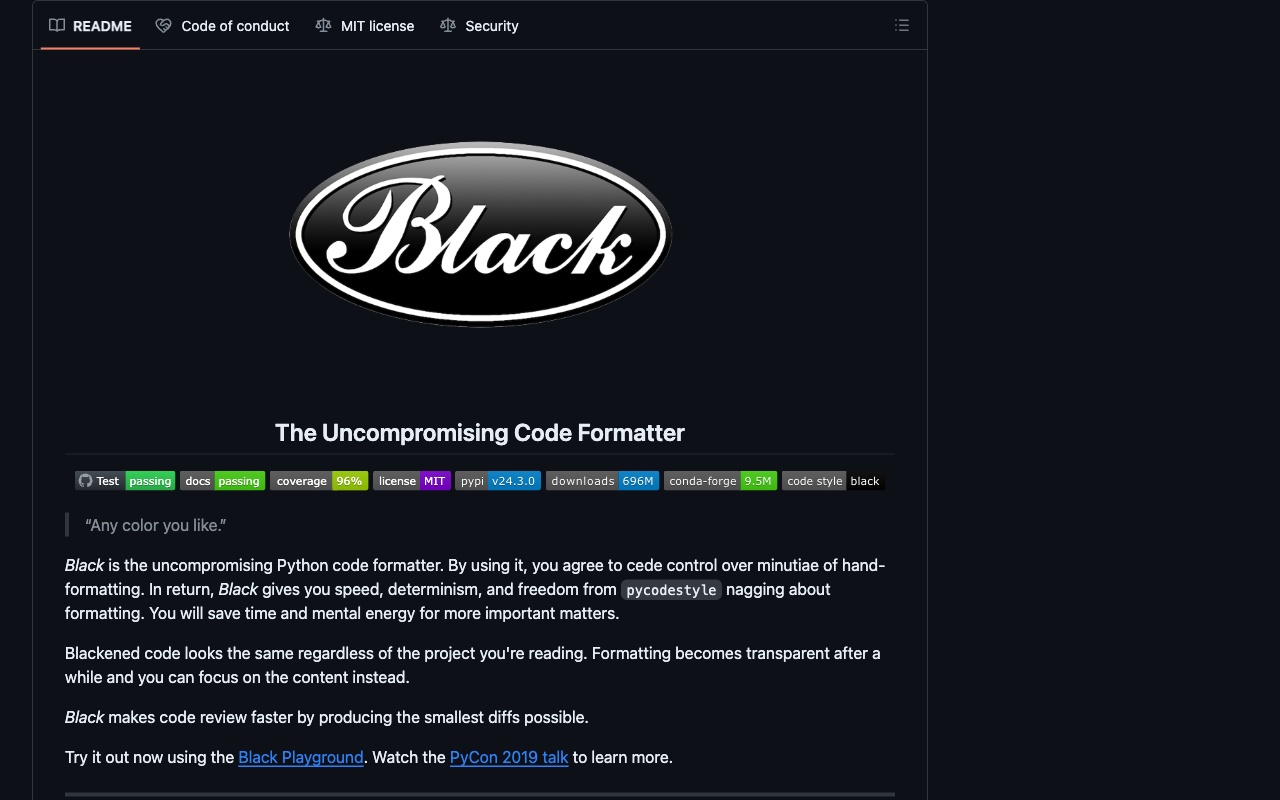 README Code of conduct MIT license Security
Black
The Uncompromising Code Formatter
Test passing docs passing coverage 96% license MIT pypi v24.3.0 downloads 696M conda-forge 9.5M code style black
“Any color you like.”
Black is the uncompromising Python code formatter. By using it, you agree to cede control over minutiae of hand-
formatting. In return, Black gives you speed, determinism, and freedom from pycodestyle nagging about
formatting. You will save time and mental energy for more important matters.
Blackened code looks the same regardless of the project you're reading. Formatting becomes transparent after a
while and you can focus on the content instead.
Black makes code review faster by producing the smallest diffs possible.
Try it out now using the Black Playground. Watch the PyCon 2019 talk to learn more.